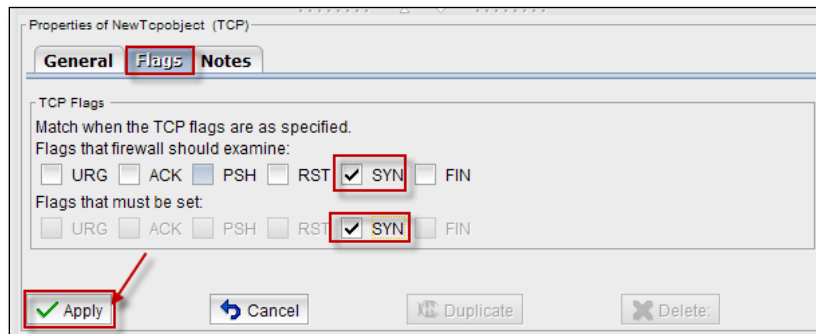 Properties of NewTcpobject (TCP)
General Flags Notes
TCP Flags
Match when the TCP flags are as specified.
Flags that firewall should examine:
URG ACK PSH RST SYN FIN
Flags that must be set:
URG ACK PSH RST SYN FIN
Apply Cancel Duplicate Delete: